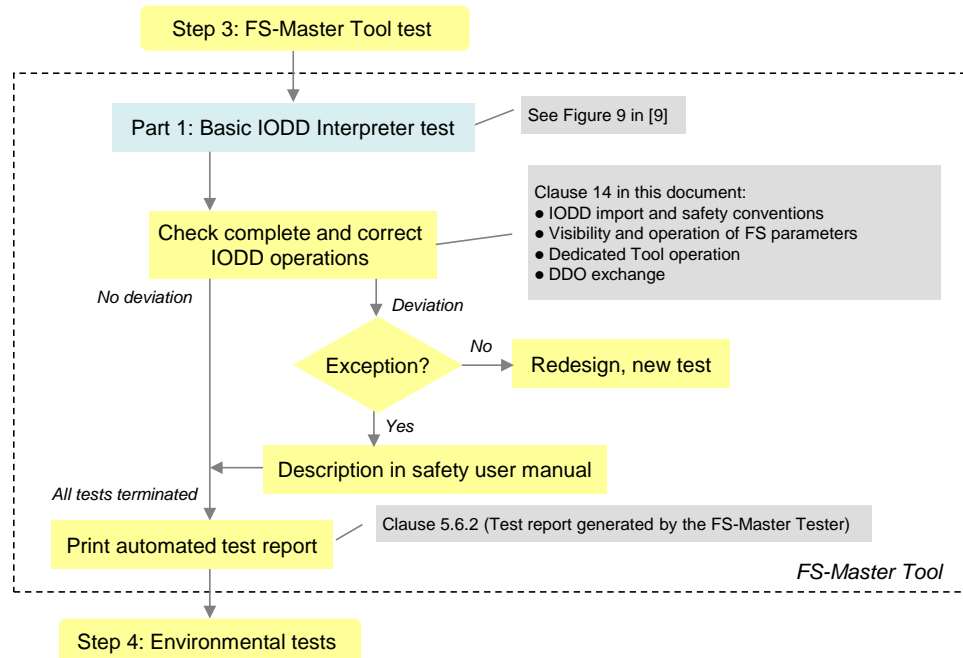 Step 3: FS-Master Tool test
Part 1: Basic IODD Interpreter test
See Figure 9 in [9]
Clause 14 in this document:
● IODD import and safety conventions
● Visibility and operation of FS parameters
● Dedicated Tool operation
● DDO exchange
Check complete and correct
IODD operations
No deviation
Deviation
Exception?
No
Redesign, new test
Yes
Description in safety user manual
All tests terminated
Clause 5.6.2 (Test report generated by the FS-Master Tester)
Print automated test report
FS-Master Tool
Step 4: Environmental tests